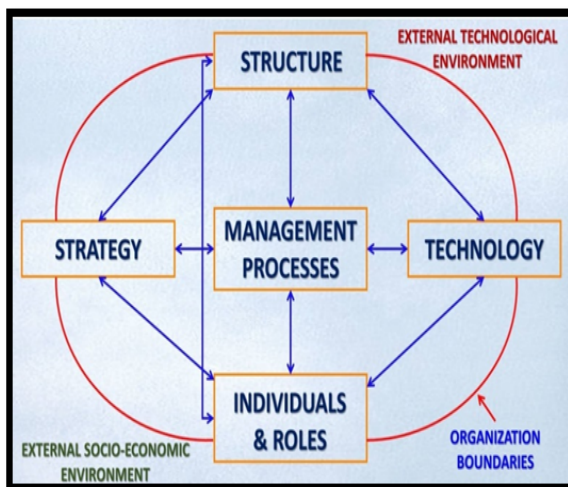 STRUCTURE
EXTERNAL TECHNOLOGICAL
ENVIRONMENT
STRATEGY
MANAGEMENT
PROCESSES
TECHNOLOGY
INDIVIDUALS
& ROLES
EXTERNAL SOCIO-ECONOMIC
ENVIRONMENT
ORGANIZATION
BOUNDARIES